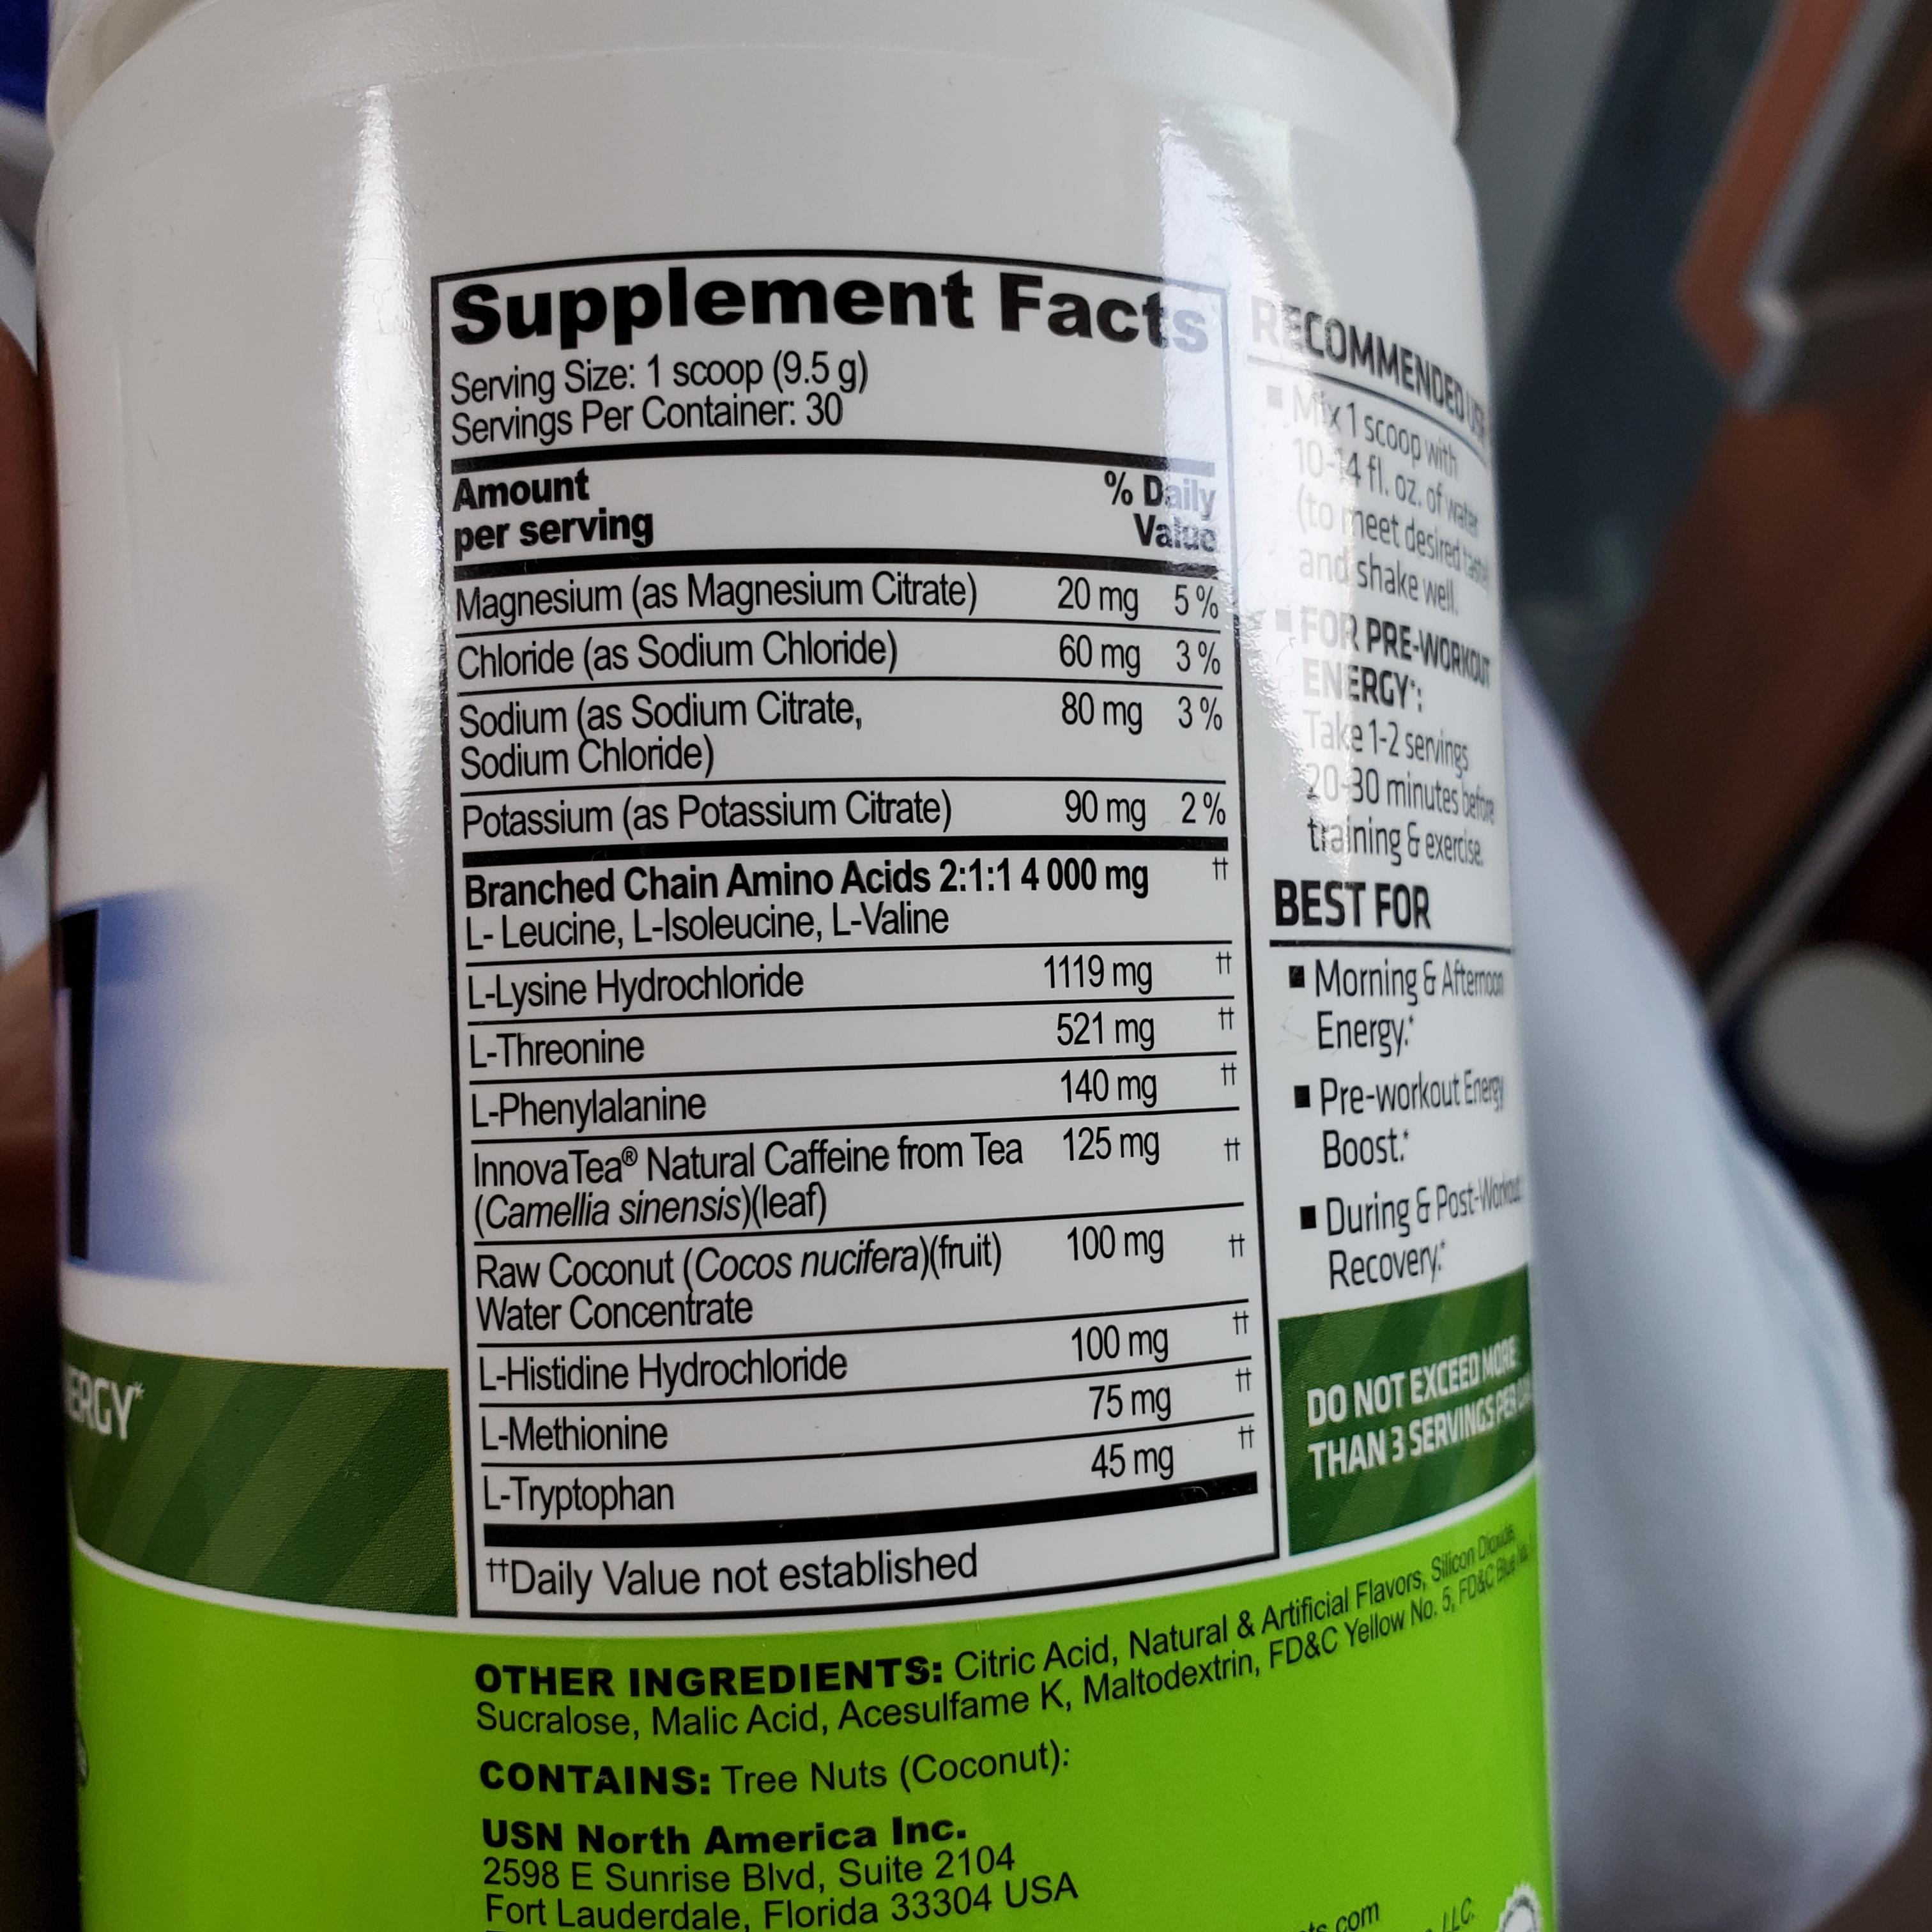 Supplement Facts
Serving Size: 1 scoop (9.5 g)
Servings Per Container: 30
Amount
per serving
% Daily
Value
Magnesium (as Magnesium Citrate) 20 mg 5 %
Chloride (as Sodium Chloride) 60 mg 3 %
Sodium (as Sodium Citrate, 80 mg 3 %
Sodium Chloride)
Potassium (as Potassium Citrate) 90 mg 2 %
Branched Chain Amino Acids 2:1:1 4 000 mg ††
L- Leucine, L-Isoleucine, L-Valine
L-Lysine Hydrochloride 1119 mg ††
L-Threonine 521 mg ††
L-Phenylalanine 140 mg ††
InnovaTea® Natural Caffeine from Tea 125 mg ††
(Camellia sinensis)(leaf)
Raw Coconut (Cocos nucifera)(fruit) 100 mg ††
Water Concentrate
L-Histidine Hydrochloride 100 mg ††
L-Methionine 75 mg ††
L-Tryptophan 45 mg ††
††Daily Value not established
RECOMMENDED
▪ Mix 1 scoop with
10-14 fl. oz. of water
(to meet desired taste)
and shake well.
▪ FOR PRE-WORKOUT
ENERGY*:
Take 1-2 servings
20-30 minutes before
training & exercise.
BEST FOR
▪ Morning & Afternoon
Energy.*
▪ Pre-workout Energy
Boost.*
▪ During & Post-Workout
Recovery.*
DO NOT EXCEED MORE
THAN 3 SERVINGS PER
OTHER INGREDIENTS: Citric Acid, Natural & Artificial Flavors, Silicon Dioxide,
Sucralose, Malic Acid, Acesulfame K, Maltodextrin, FD&C Yellow No. 5, FD&C Blue
CONTAINS: Tree Nuts (Coconut):
USN North America Inc.
2598 E Sunrise Blvd, Suite 2104
Fort Lauderdale, Florida 33304 USA